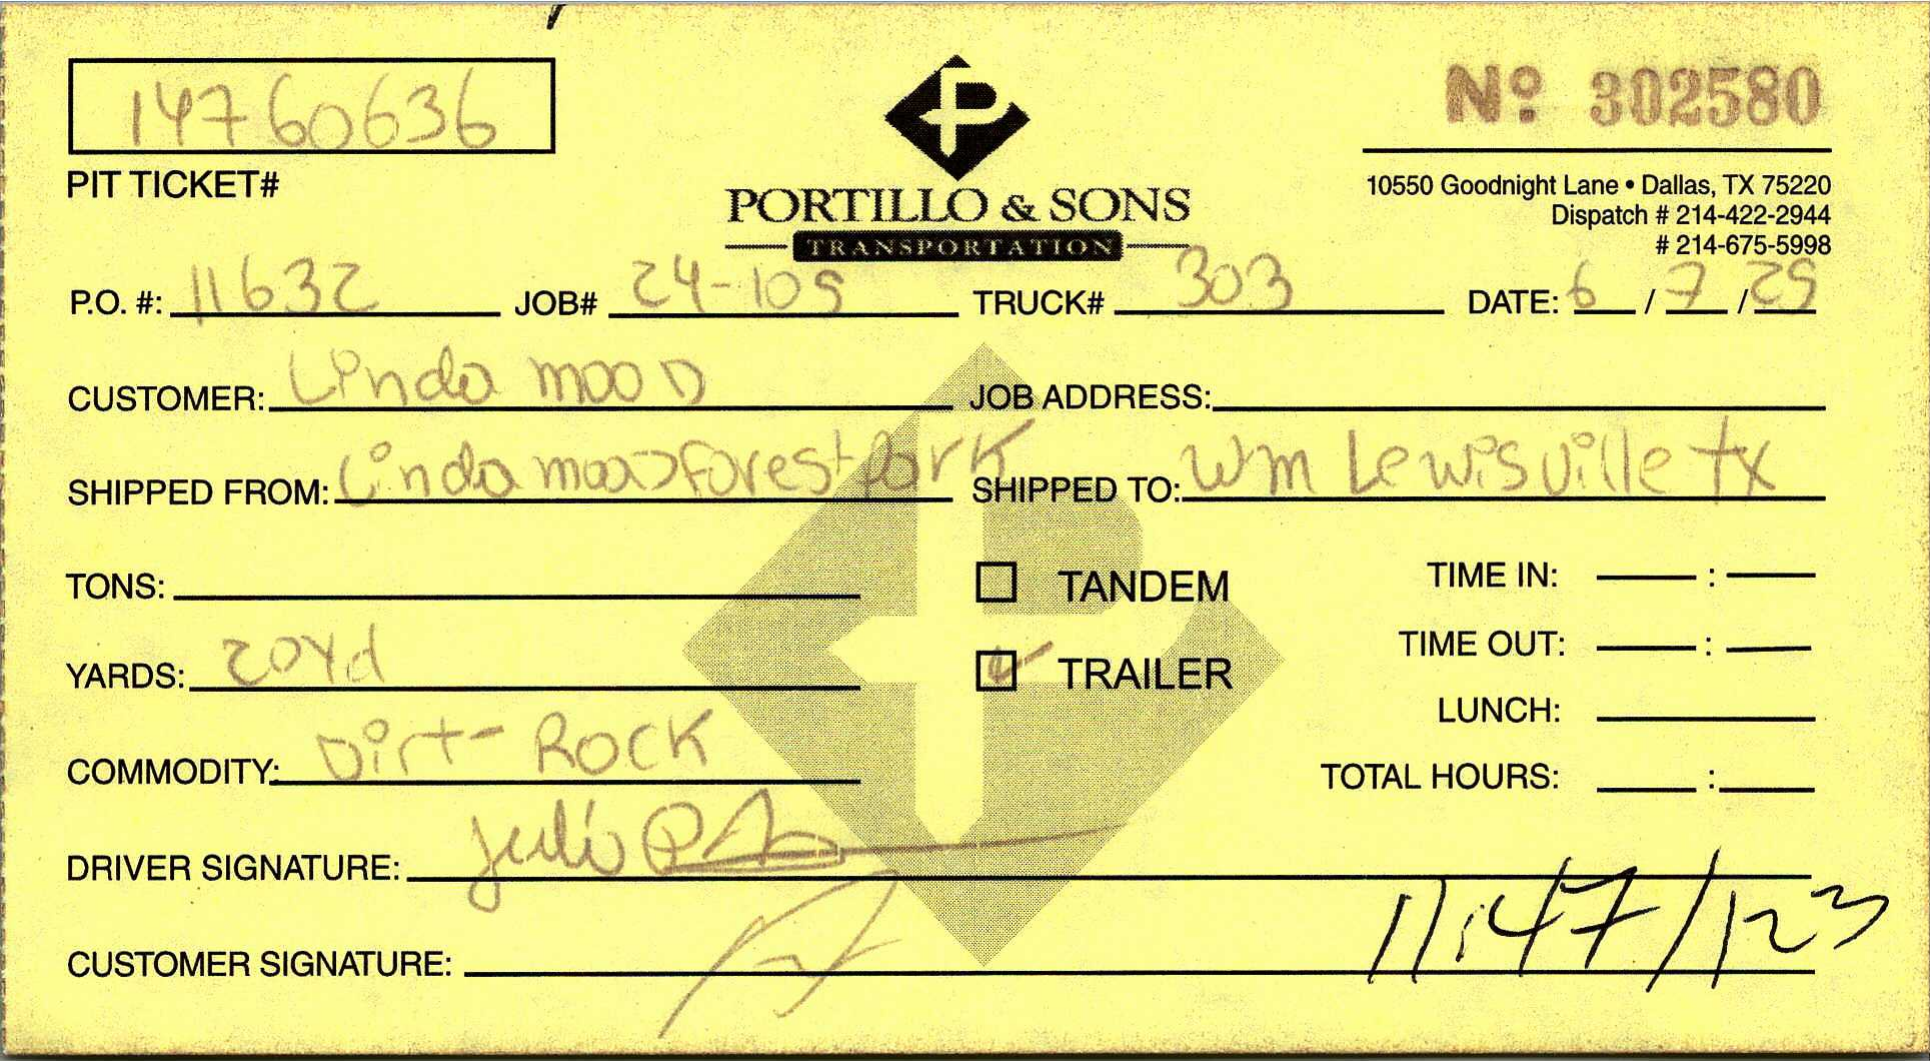 14760636
PIT TICKET#
PORTILLO & SONS
TRANSPORTATION
Nº 302580
10550 Goodnight Lane • Dallas, TX 75220
Dispatch # 214-422-2944
# 214-675-5998
P.O. #: 11632 JOB# 24-105 TRUCK# 303 DATE: 6 / 7 / 25
CUSTOMER: Linda mood JOB ADDRESS:
SHIPPED FROM: Linda mood forest park SHIPPED TO: Wm Lewisville tx
TONS: TANDEM TIME IN: :
YARDS: 20yd TRAILER TIME OUT: :
LUNCH:
COMMODITY: Dirt-Rock TOTAL HOURS: :
DRIVER SIGNATURE: Julio
CUSTOMER SIGNATURE: 11:47/123